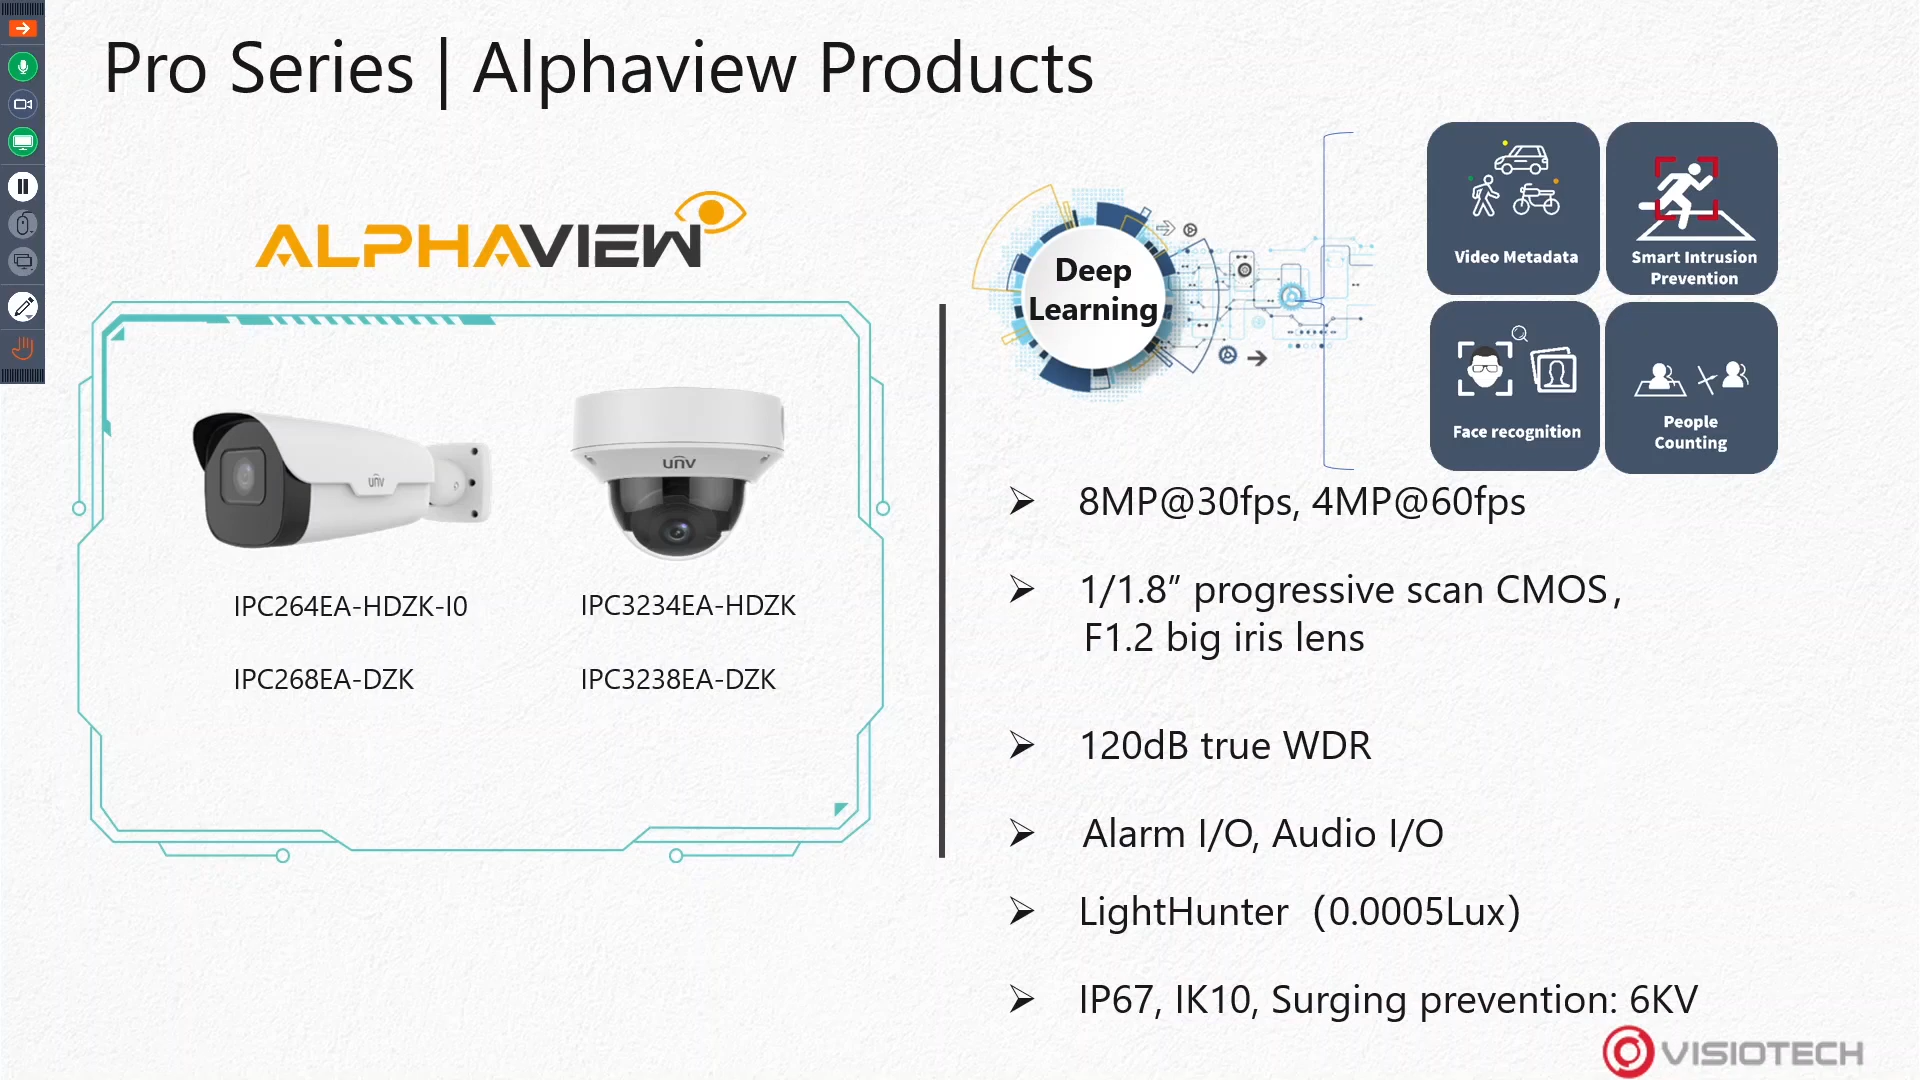 Pro Series | Alphaview Products
ALPHAVIEW
unv
unv
IPC264EA-HDZK-I0
IPC3234EA-HDZK
IPC268EA-DZK
IPC3238EA-DZK
Deep
Learning
Video Metadata
Smart Intrusion
Prevention
Face recognition
People
Counting
8MP@30fps, 4MP@60fps
1/1.8” progressive scan CMOS，
F1.2 big iris lens
120dB true WDR
Alarm I/O, Audio I/O
LightHunter（0.0005Lux）
IP67, IK10, Surging prevention: 6KV
VISIOTECH